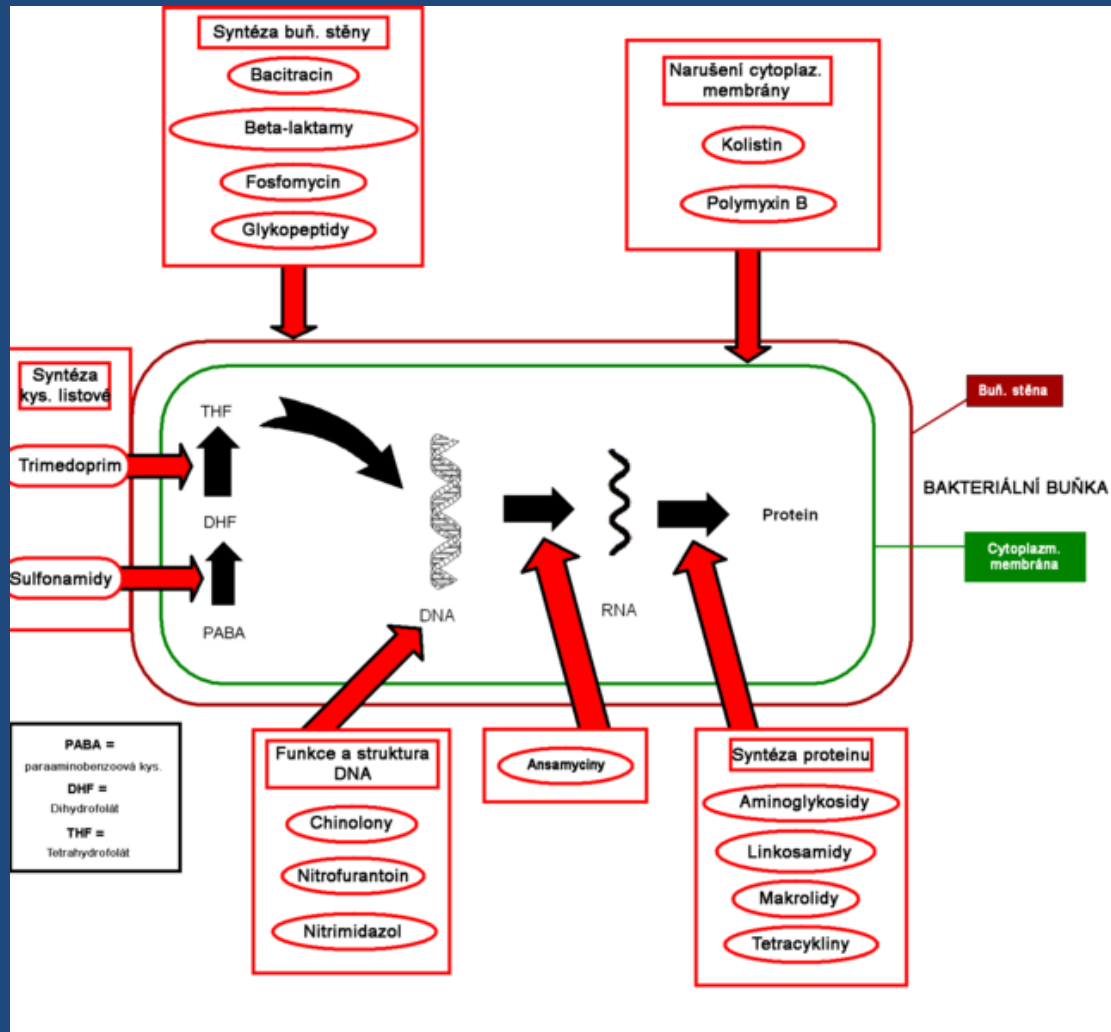 Syntéza buň. stěny
Bacitracin
Beta-laktamy
Fosfomycin
Glykopeptidy
Narušení cytoplaz.
membrány
Kolistin
Polymyxin B
Syntéza
kys. listové
Trimedoprim
Sulfonamidy
THF
DHF
PABA
DNA
RNA
Protein
Buň. stěna
BAKTERIÁLNÍ BUŇKA
Cytoplazm.
membrána
PABA =
paraaminobenzoová kys.
DHF =
Dihydrofolát
THF =
Tetrahydrofolát
Funkce a struktura
DNA
Chinolony
Nitrofurantoin
Nitrimidazol
Ansamyciny
Syntéza proteinu
Aminoglykosidy
Linkosamidy
Makrolidy
Tetracykliny